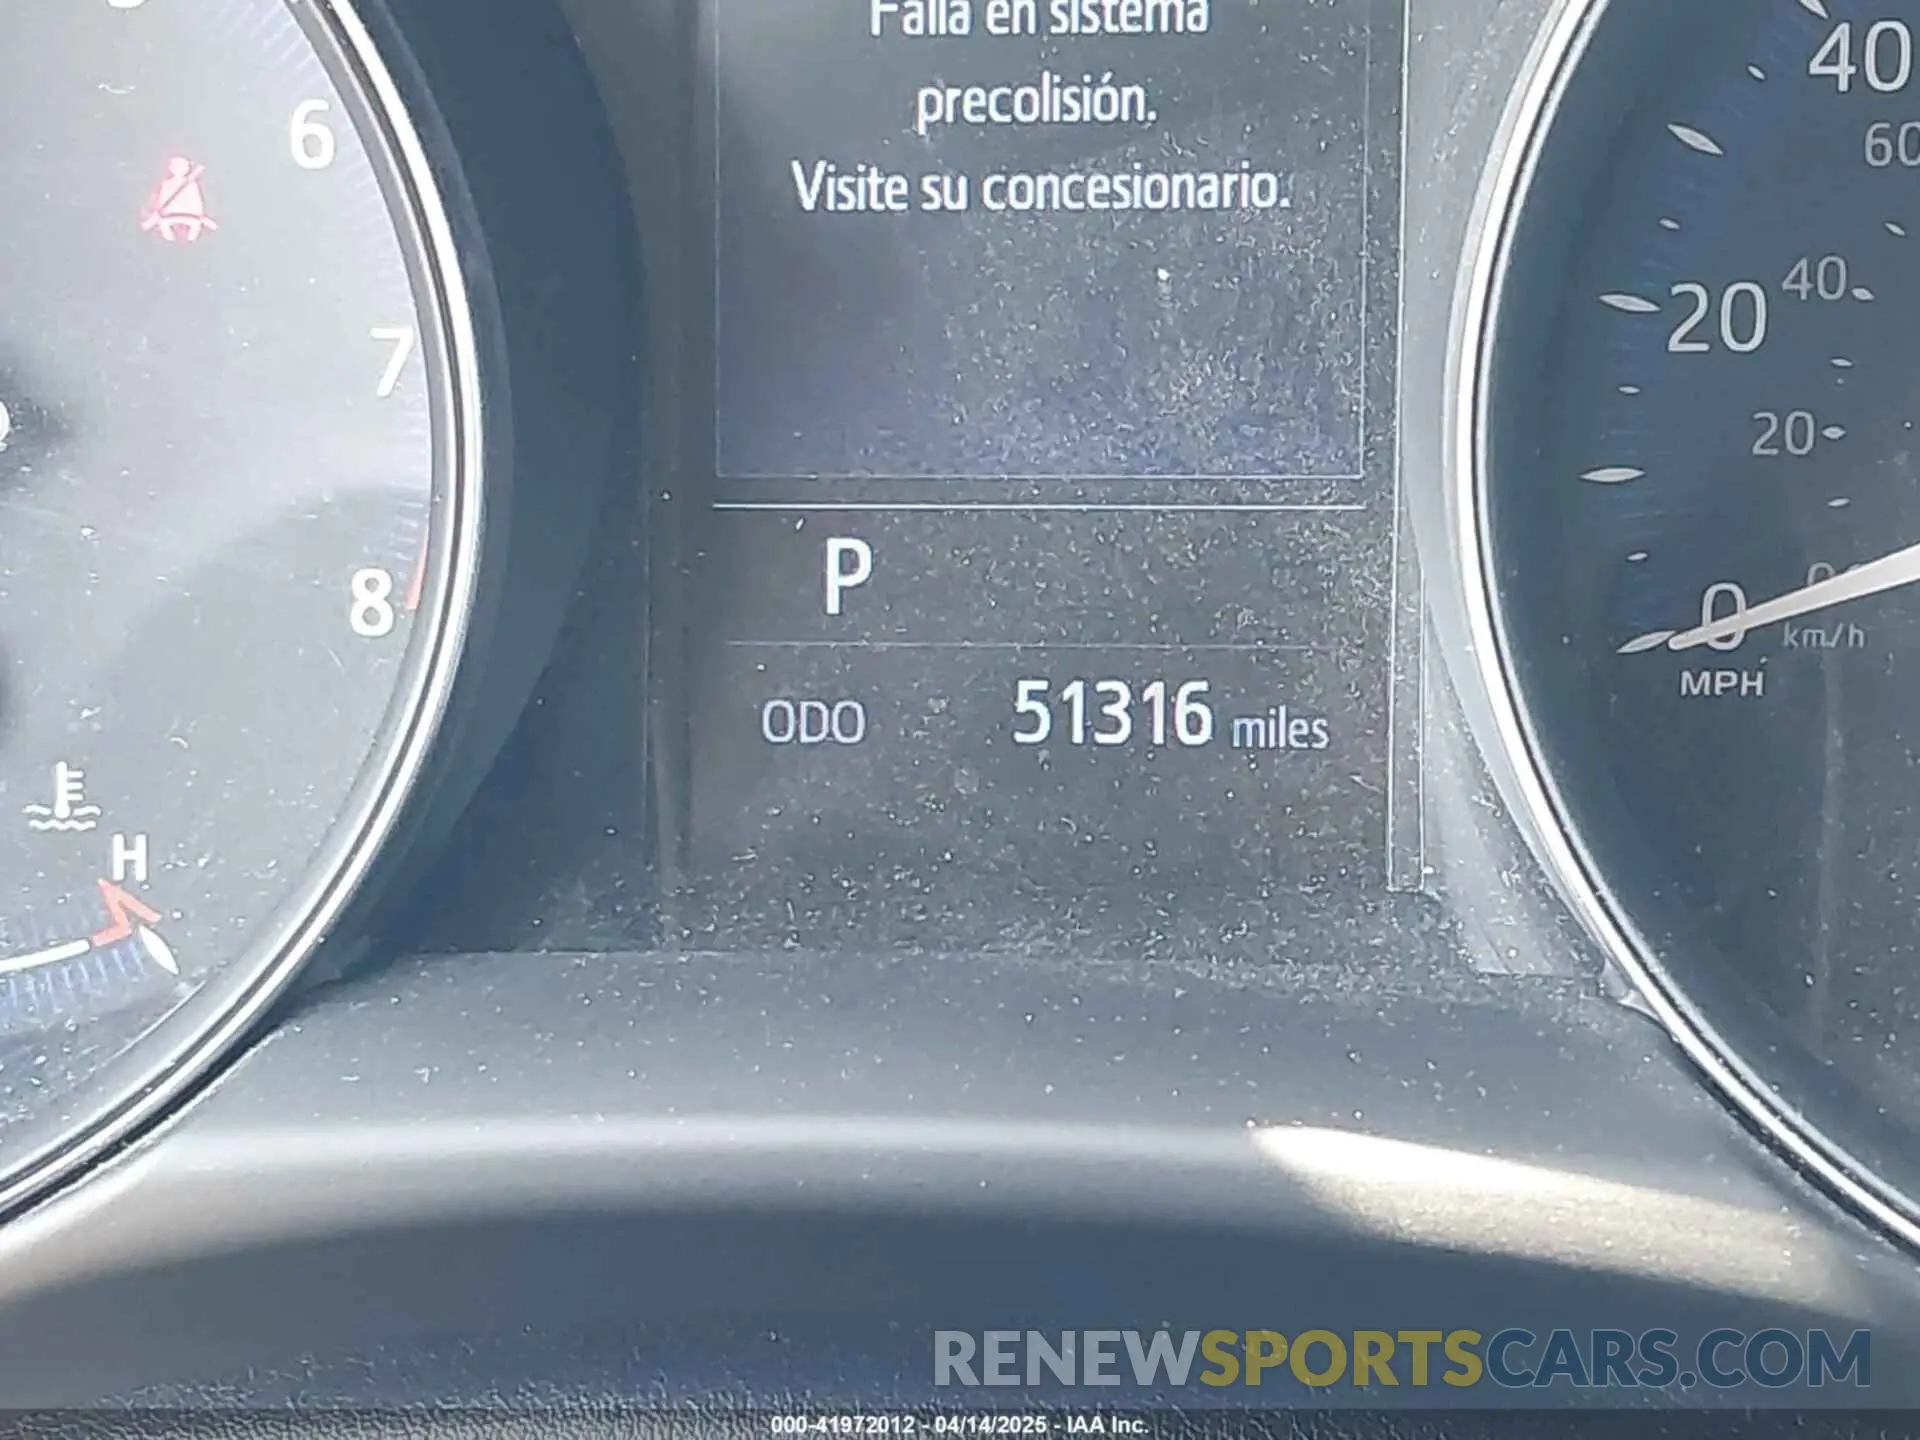 Falla en sistema
precolisión.
Visite su concesionario.
6
7
8
H
P
ODO 51316 miles
40
60
20 40
20
0
km/h
MPH
RENEWSPORTSCARS.COM
000-41972012 - 04/14/2025 - IAA Inc.